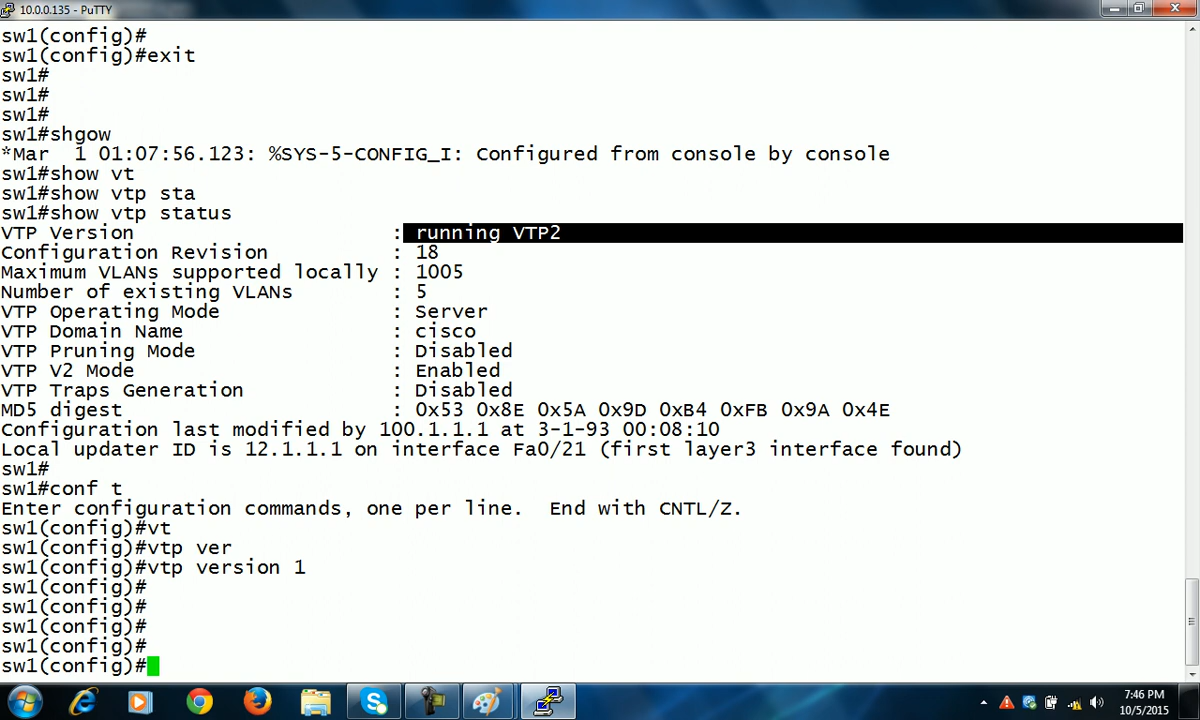 10.0.0.135 - PuTTY
sw1(config)#
sw1(config)#exit
sw1#
sw1#
sw1#
sw1#shgow
*Mar  1 01:07:56.123: %SYS-5-CONFIG_I: Configured from console by console
sw1#show vt
sw1#show vtp sta
sw1#show vtp status
VTP Version                     : running VTP2
Configuration Revision          : 18
Maximum VLANs supported locally : 1005
Number of existing VLANs        : 5
VTP Operating Mode              : Server
VTP Domain Name                 : cisco
VTP Pruning Mode                : Disabled
VTP V2 Mode                     : Enabled
VTP Traps Generation            : Disabled
MD5 digest                      : 0x53 0x8E 0x5A 0x9D 0xB4 0xFB 0x9A 0x4E
Configuration last modified by 100.1.1.1 at 3-1-93 00:08:10
Local updater ID is 12.1.1.1 on interface Fa0/21 (first layer3 interface found)
sw1#
sw1#conf t
Enter configuration commands, one per line.  End with CNTL/Z.
sw1(config)#vt
sw1(config)#vtp ver
sw1(config)#vtp version 1
sw1(config)#
sw1(config)#
sw1(config)#
sw1(config)#
sw1(config)#
7:46 PM
10/5/2015